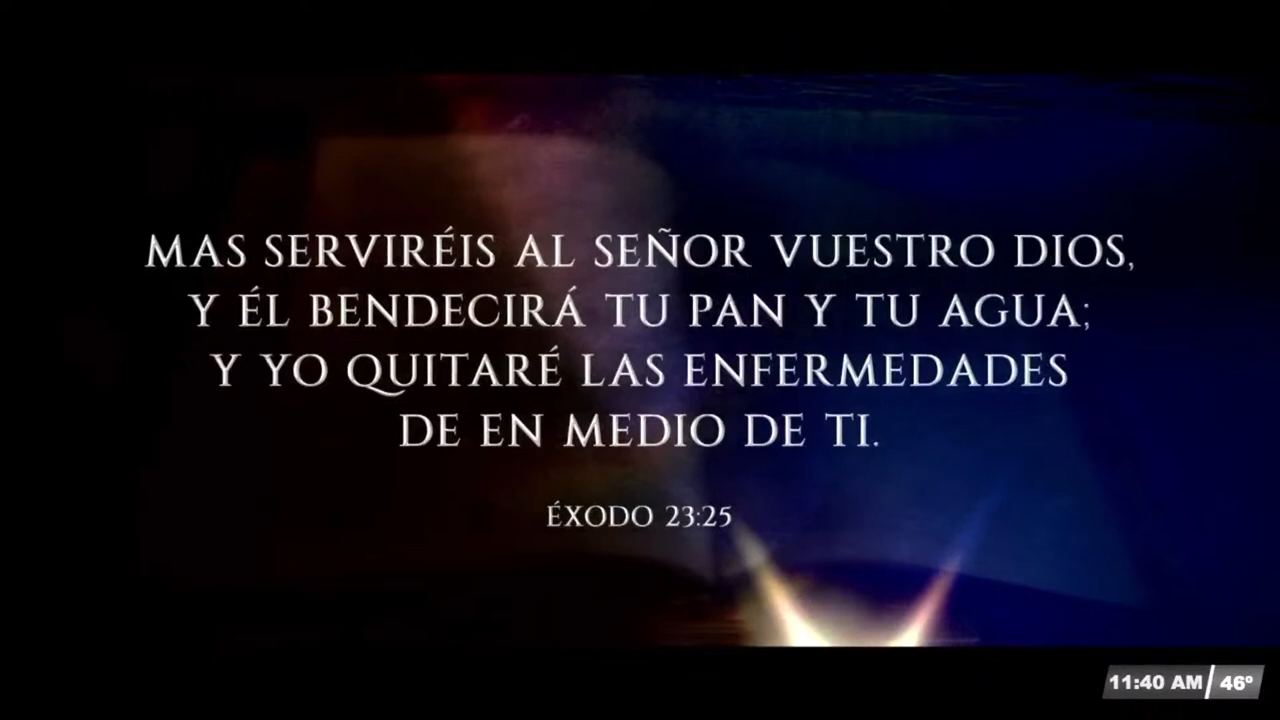 MAS SERVIRÉIS AL SEÑOR VUESTRO DIOS,
Y ÉL BENDECIRÁ TU PAN Y TU AGUA;
Y YO QUITARÉ LAS ENFERMEDADES
DE EN MEDIO DE TI.
ÉXODO 23:25
11:40 AM 46º